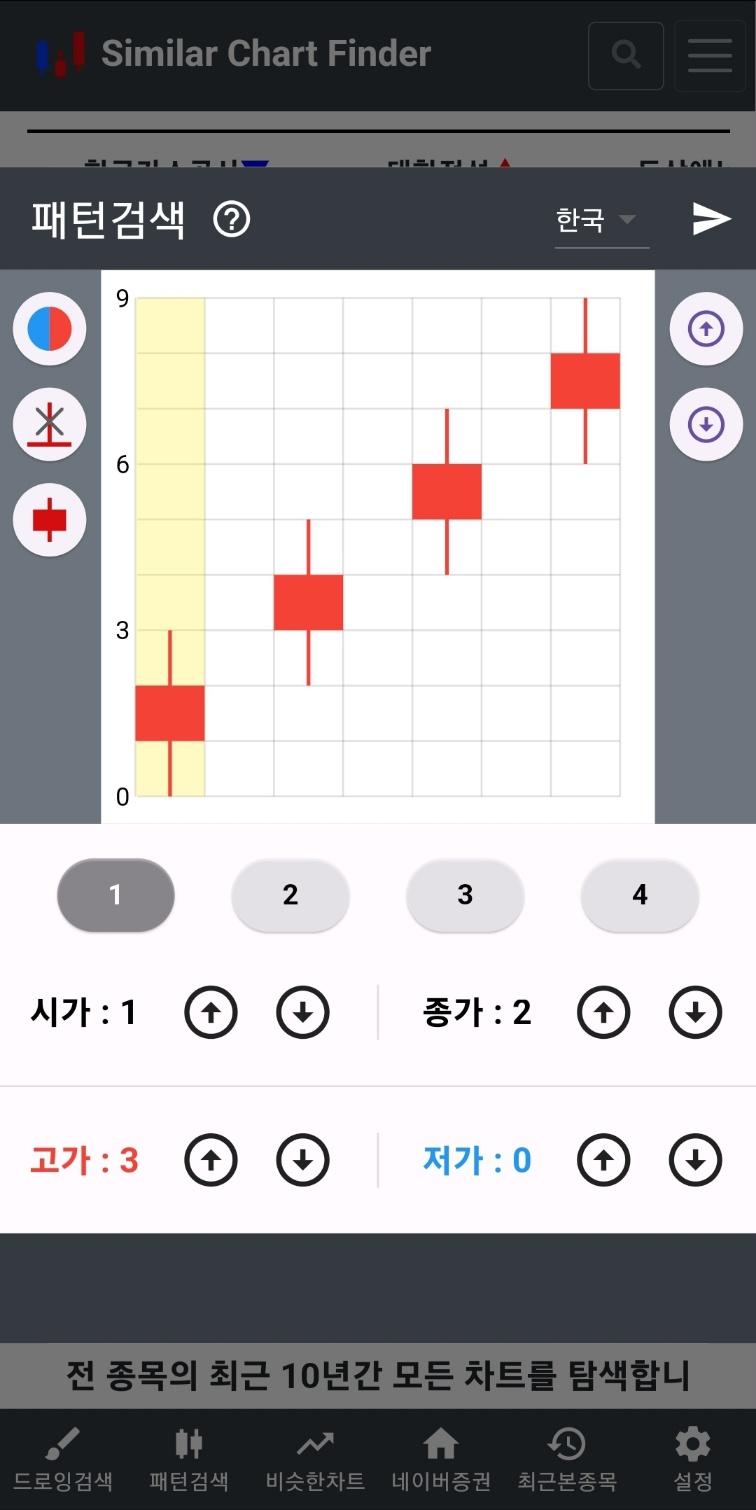 Similar Chart Finder
패턴검색
한국
9
6
3
0
1 2 3 4
시가 : 1 종가 : 2
고가 : 3 저가 : 0
전 종목의 최근 10년간 모든 차트를 탐색합니
드로잉검색 패턴검색 비슷한차트 네이버증권 최근본종목 설정